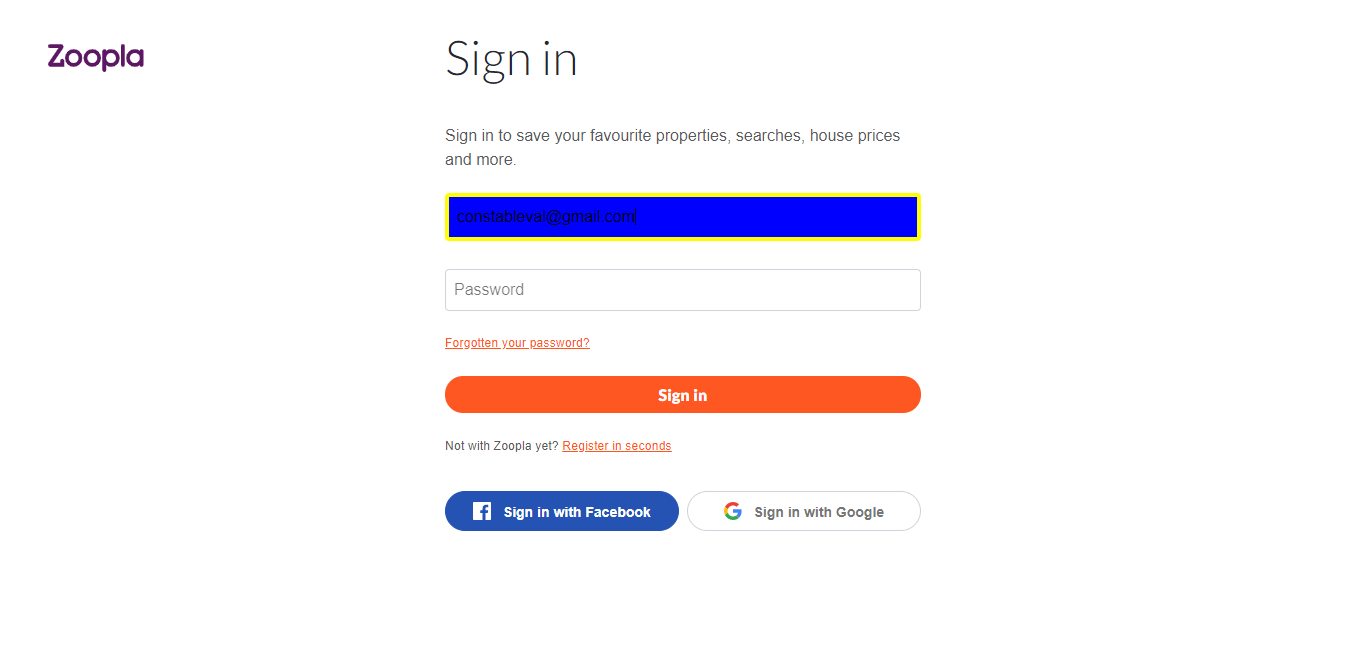 Zoopla
Sign in
Sign in to save your favourite properties, searches, house prices
and more.
constableval@gmail.com
Password
Forgotten your password?
Sign in
Not with Zoopla yet? Register in seconds
Sign in with Facebook
Sign in with Google